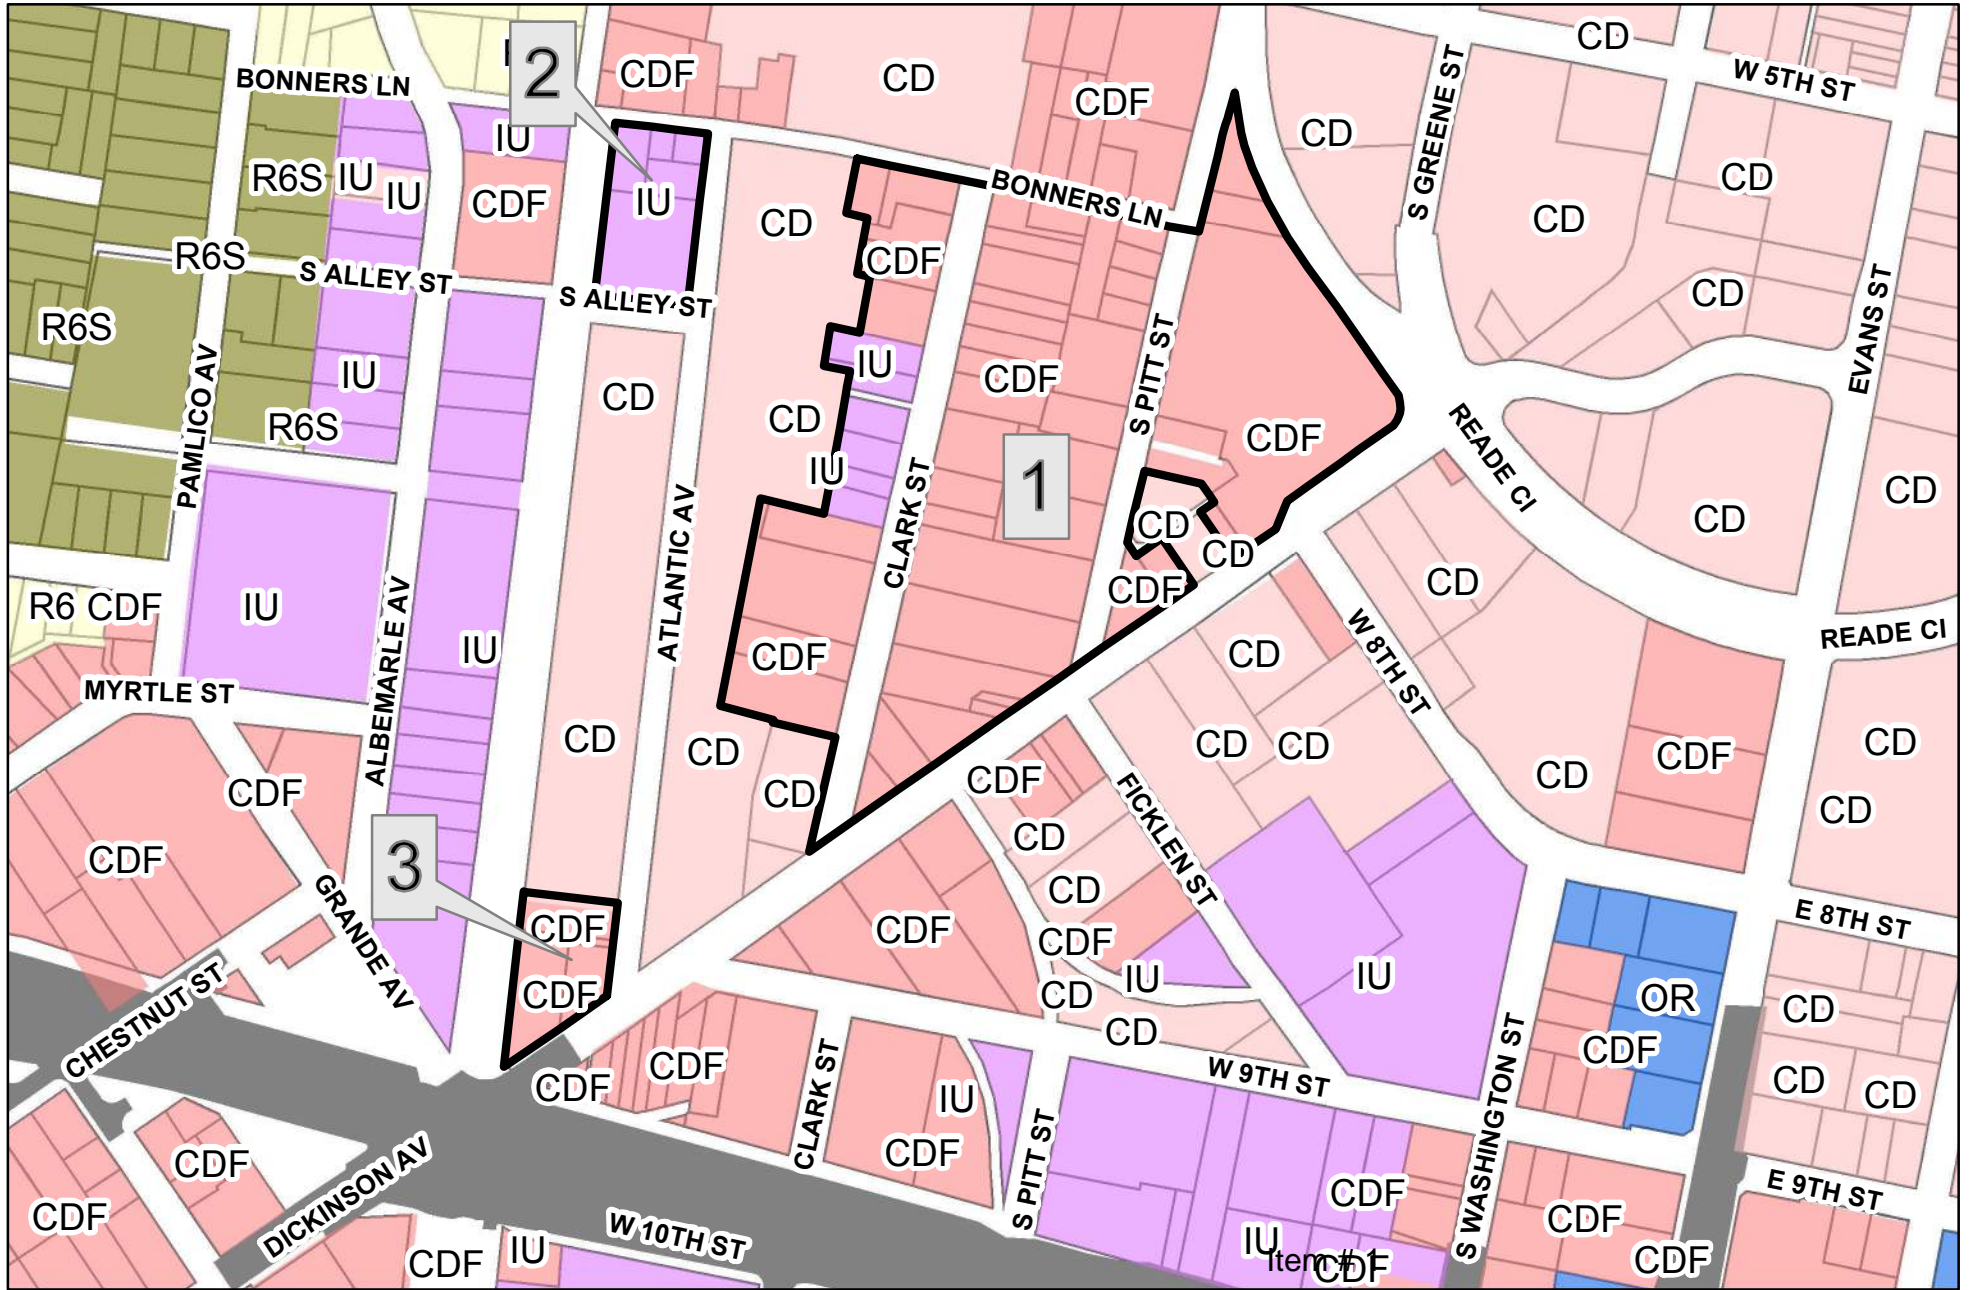 CD
W 5TH ST
CDF
CD
CDF
BONNERS LN
2
IU
CD
S GREENE ST
CD
R6S
IU
IU
CDF
IU
CD
CDF
BONNERS LN
CD
R6S
S ALLEY ST
S ALLEY ST
CD
EVANS ST
R6S
IU
R6S
PAMLICO AV
CD
CD
IU
IU
CDF
S PITT ST
CDF
READE CI
CD
CD
1
CLARK ST
ATLANTIC AV
CD
CD
CDF
R6
CDF
IU
ALBEMARLE AV
IU
CDF
CD
CD
W 8TH ST
READE CI
MYRTLE ST
CD
CD
CD
CD
CD
CD
CDF
CD
CD
CDF
CDF
CDF
FICKLEN ST
CD
3
GRANDE AV
CDF
CDF
CDF
CD
CDF
IU
CD
CD
IU
OR
E 8TH ST
CD
CHESTNUT ST
CDF
CDF
CLARK ST
IU
CDF
W 9TH ST
S WASHINGTON ST
CDF
CD
CD
CDF
CDF
DICKINSON AV
W 10TH ST
S PITT ST
CDF
IU
IU
CDF
E 9TH ST
CDF
CDF
CDF
Item # 1